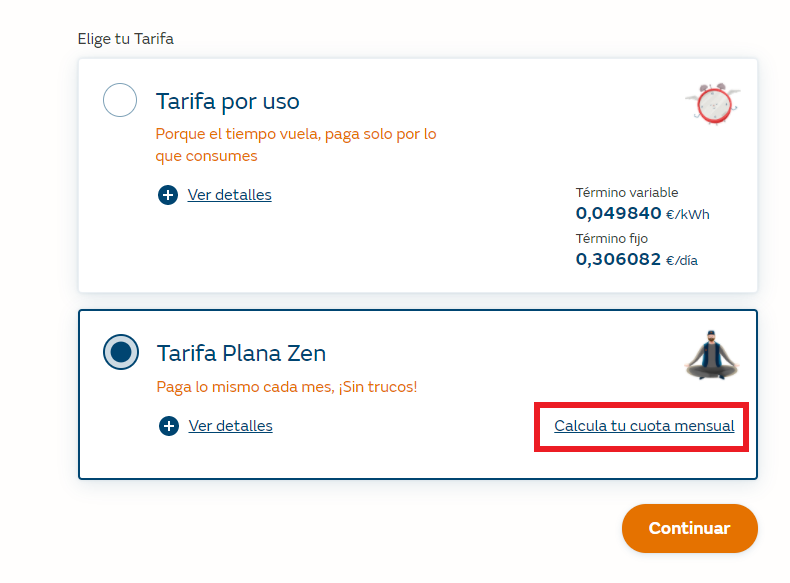 Elige tu Tarifa
Tarifa por uso
Porque el tiempo vuela, paga solo por lo
que consumes
Ver detalles
Término variable
0,049840 €/kWh
Término fijo
0,306082 €/día
Tarifa Plana Zen
Paga lo mismo cada mes, ¡Sin trucos!
Ver detalles
Calcula tu cuota mensual
Continuar